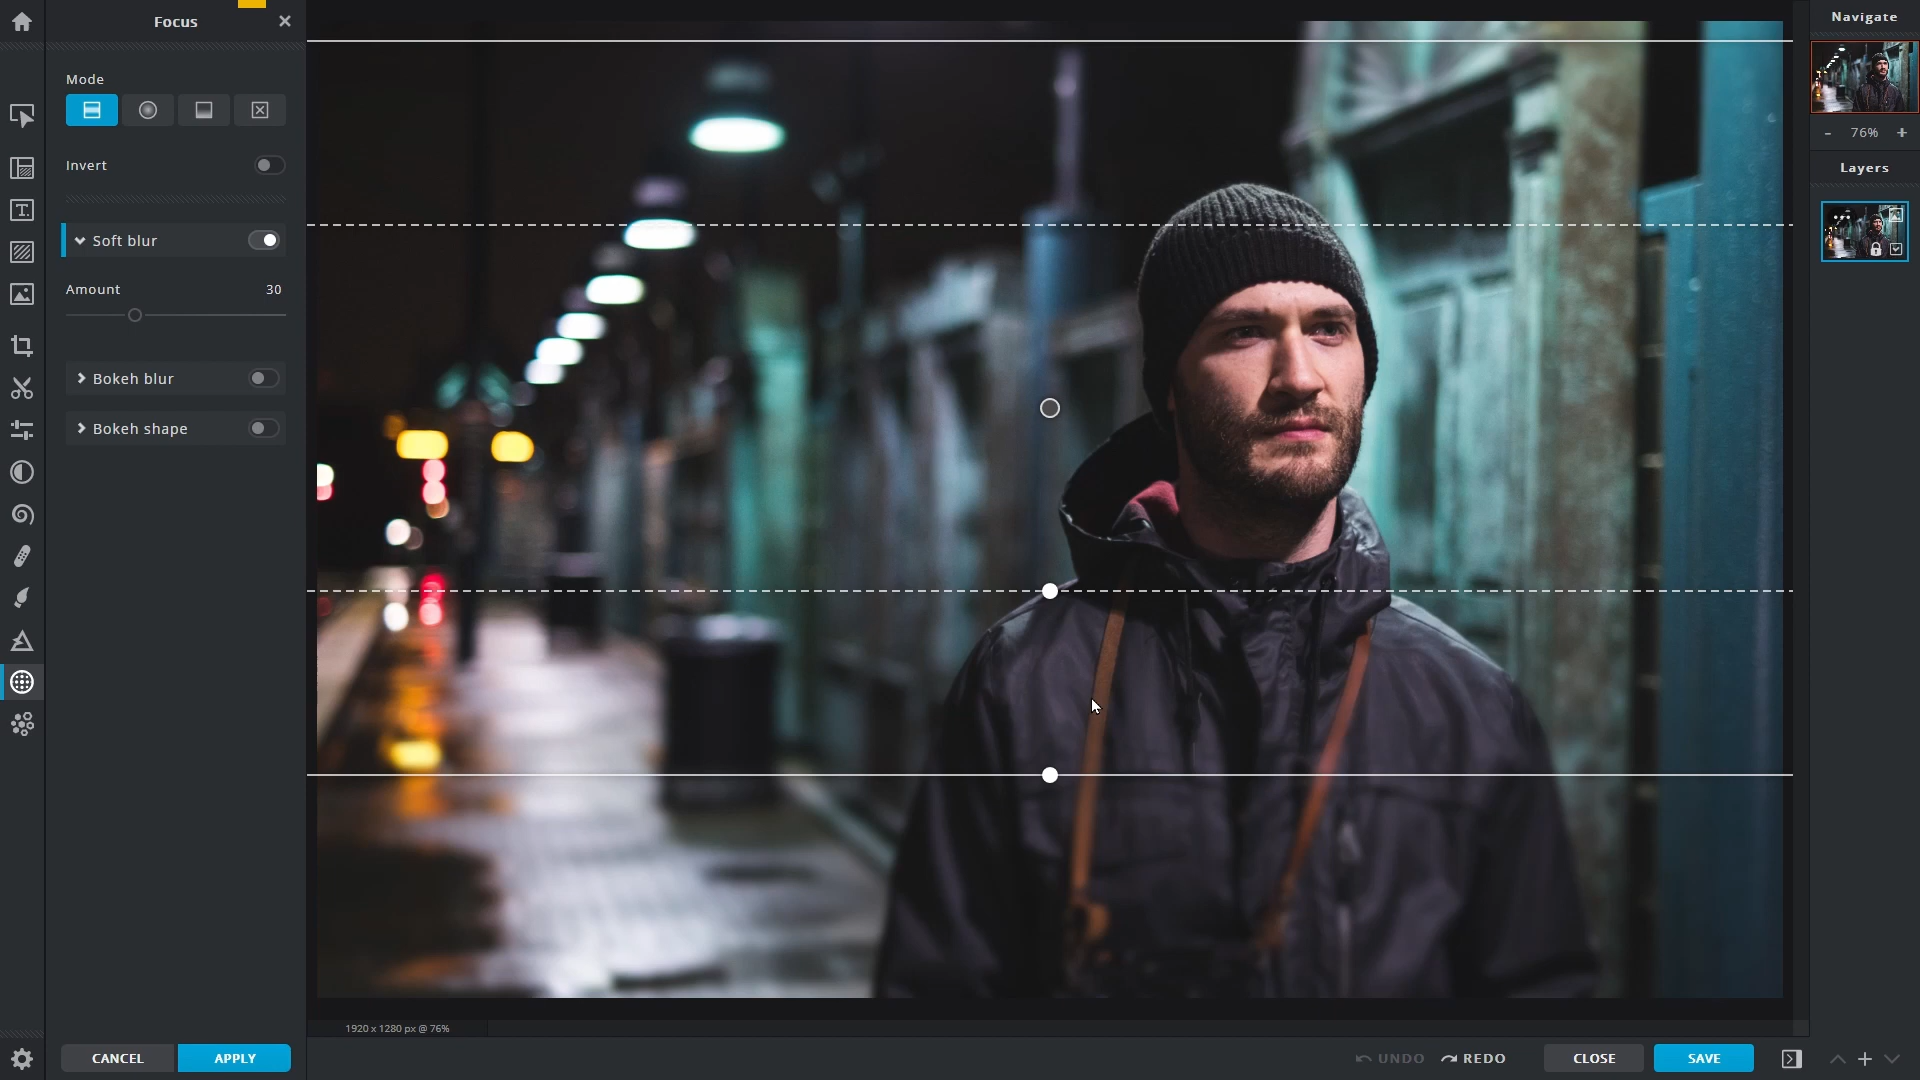 Focus
Mode
Invert
Soft blur
Amount 30
Bokeh blur
Bokeh shape
CANCEL APPLY
1920 x 1280 px @ 76%
UNDO REDO CLOSE SAVE
Navigate
- 76% +
Layers